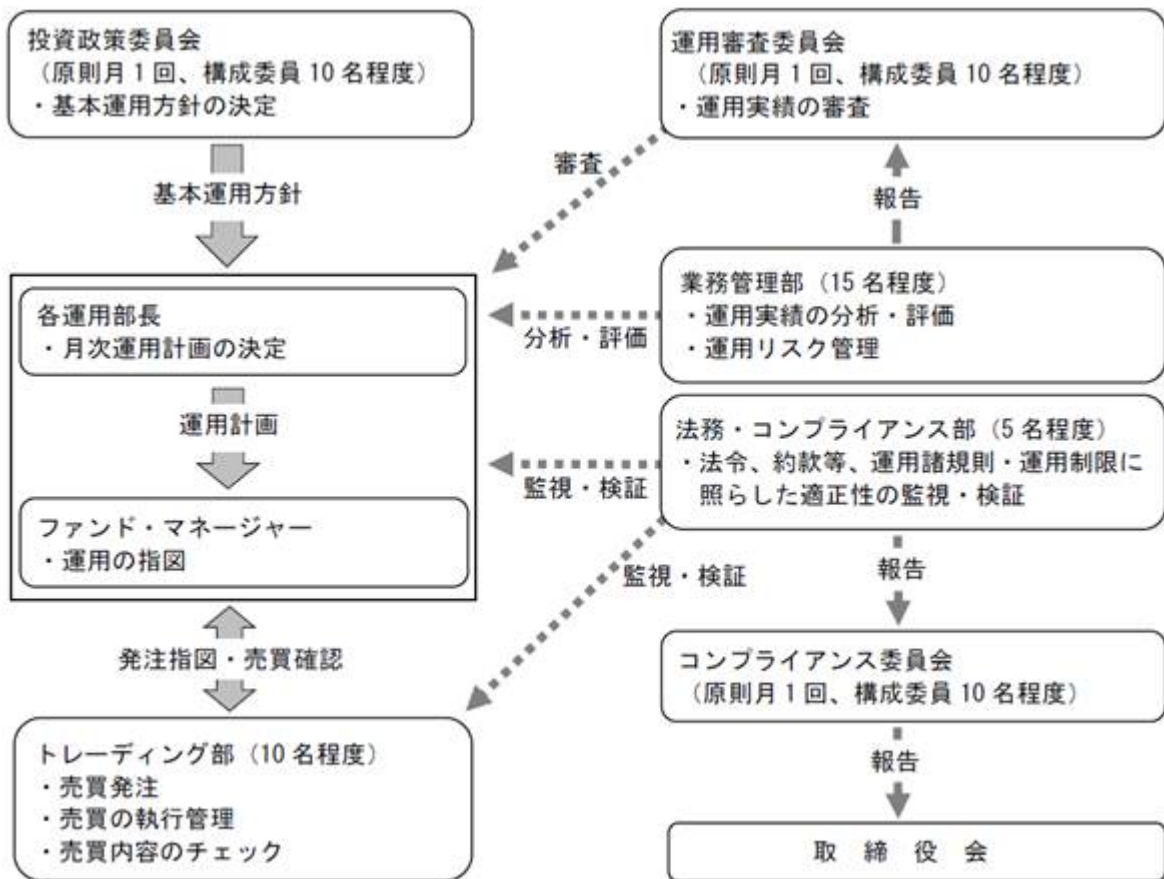 投資政策委員会
（原則月1回、構成委員10名程度）
・基本運用方針の決定
基本運用方針
各運用部長
・月次運用計画の決定
運用計画
ファンド・マネージャー
・運用の指図
発注指図・売買確認
トレーディング部（10名程度）
・売買発注
・売買の執行管理
・売買内容のチェック
運用審査委員会
（原則月1回、構成委員10名程度）
・運用実績の審査
審査
報告
業務管理部（15名程度）
・運用実績の分析・評価
・運用リスク管理
分析・評価
法務・コンプライアンス部（5名程度）
・法令、約款等、運用諸規則・運用制限に
照らした適正性の監視・検証
監視・検証
監視・検証
報告
コンプライアンス委員会
（原則月1回、構成委員10名程度）
報告
取 締 役 会